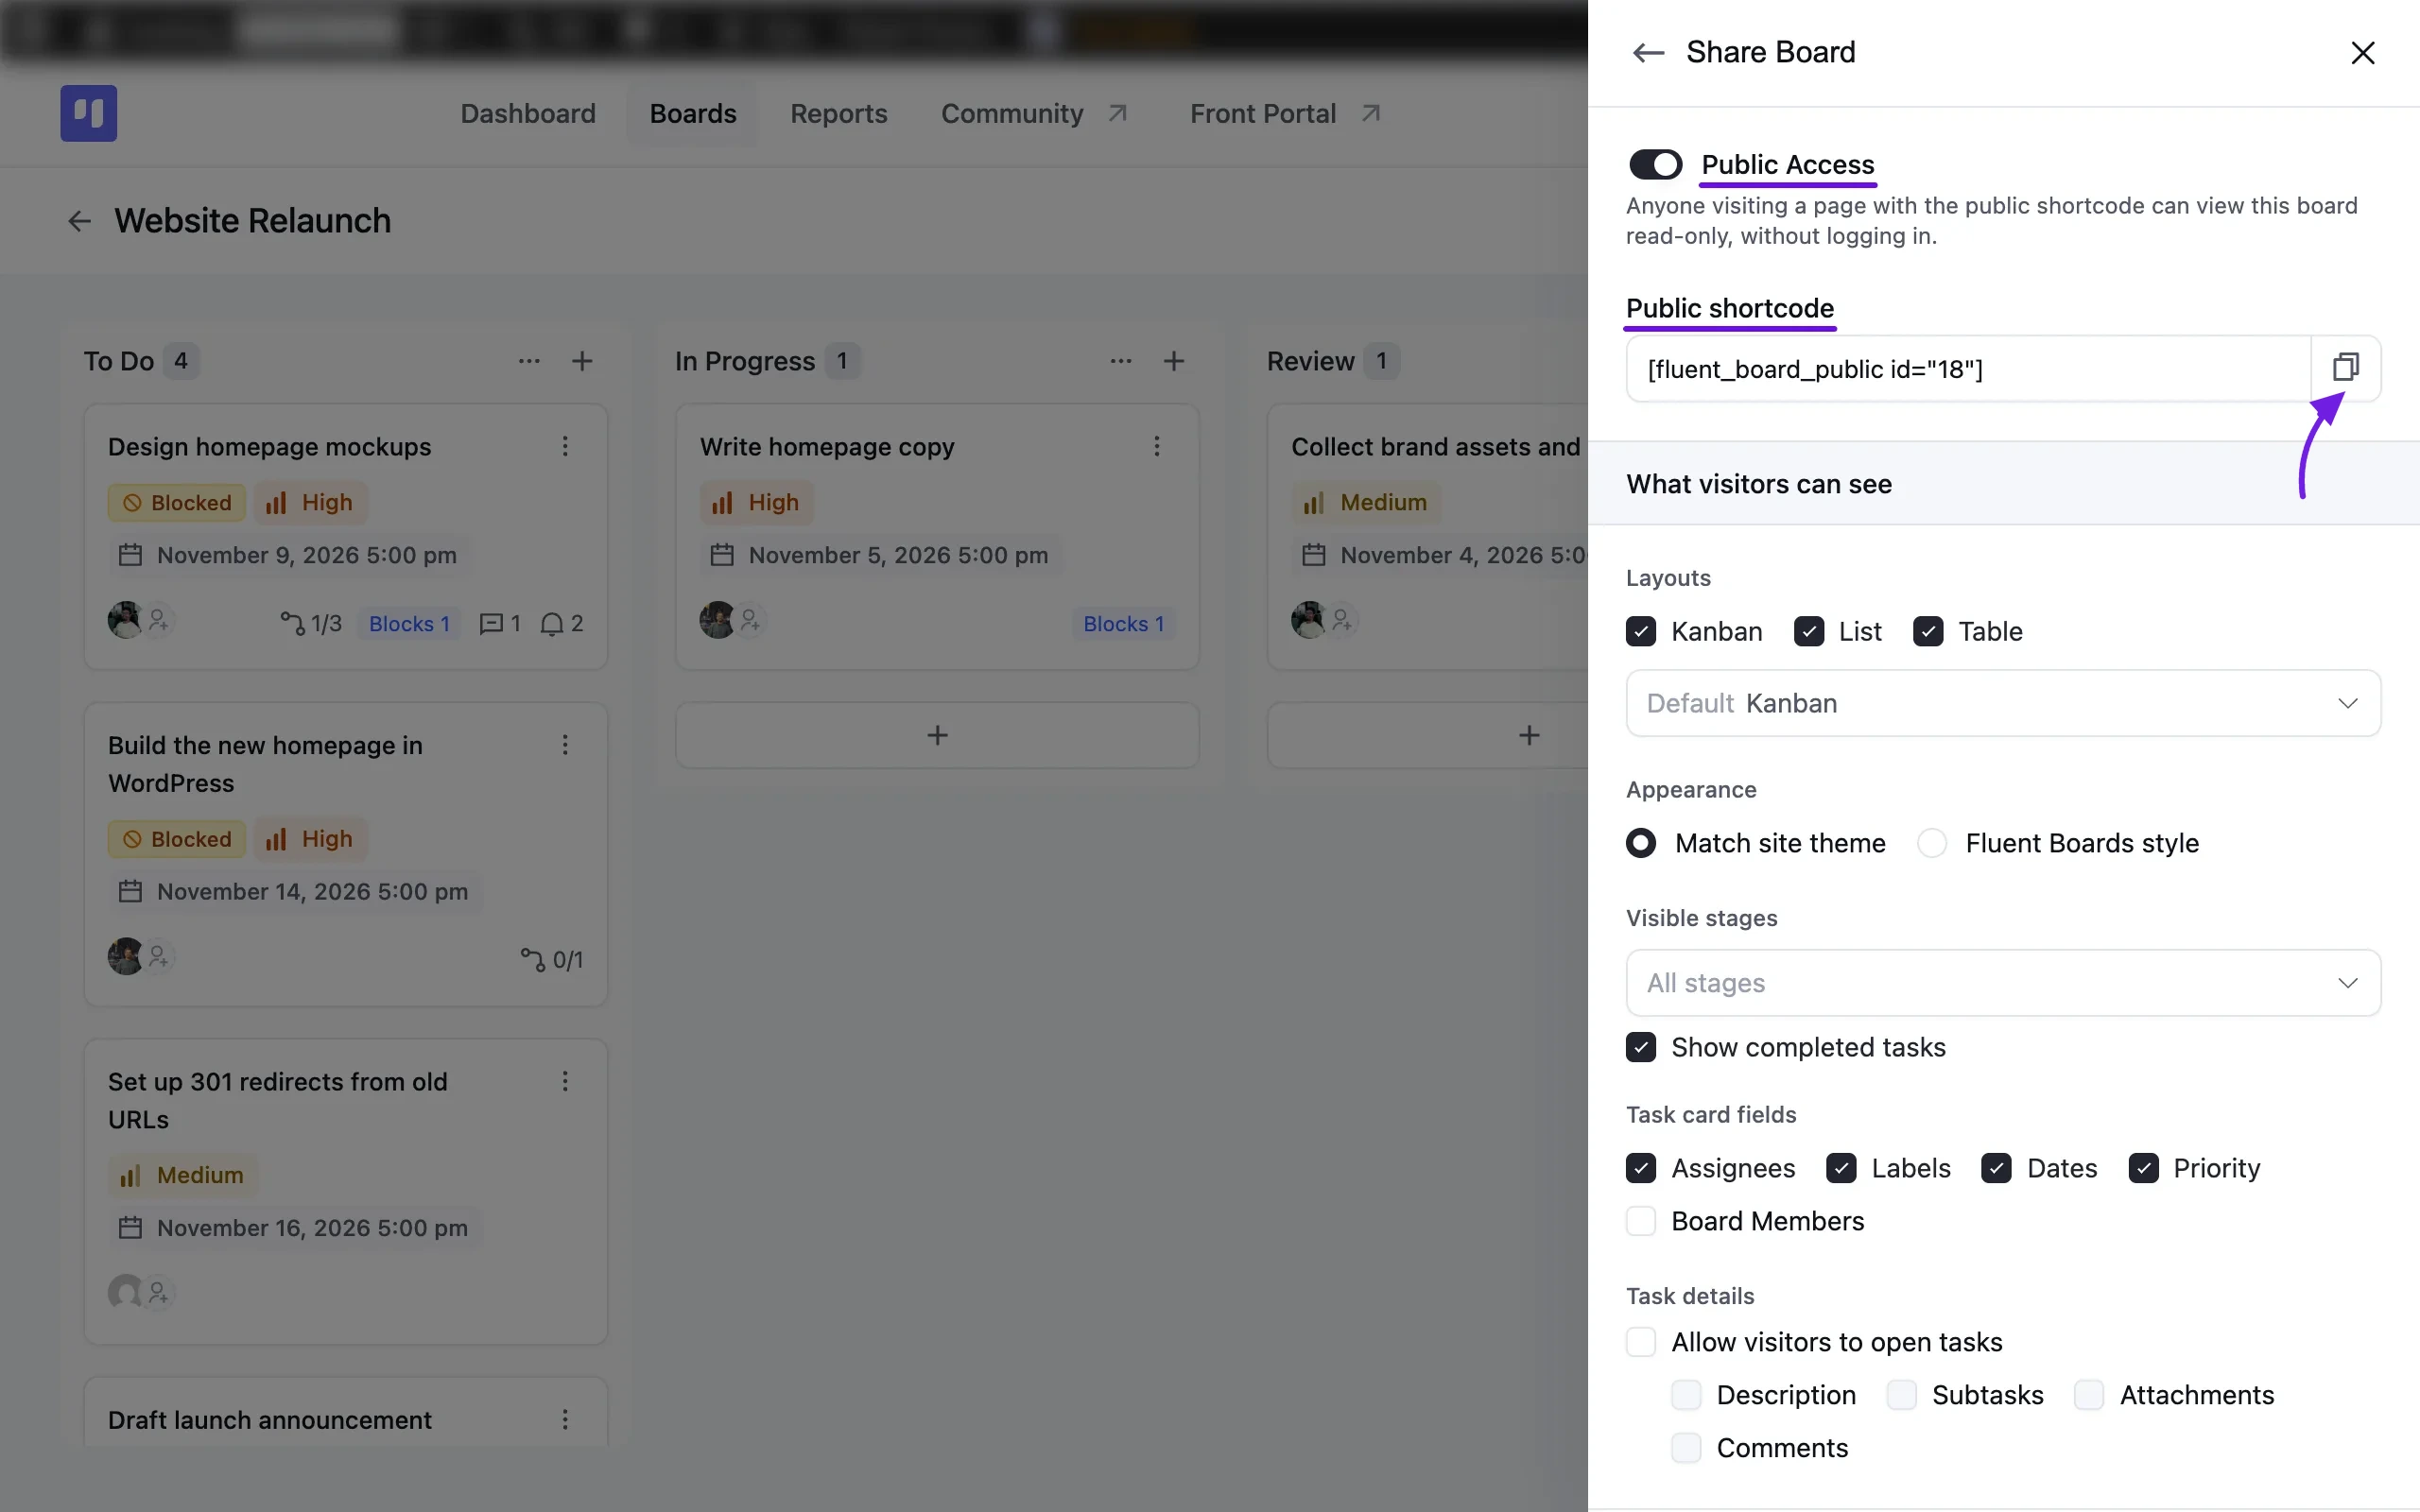 Share Board
Dashboard
Boards
Reports
Community
Front Portal
Website Relaunch
To Do 4
Design homepage mockups
Blocked
High
November 9, 2026 5:00 pm
1/3
Blocks 1
1
2
Build the new homepage in
WordPress
Blocked
High
November 14, 2026 5:00 pm
0/1
Set up 301 redirects from old
URLs
Medium
November 16, 2026 5:00 pm
Draft launch announcement
In Progress 1
Write homepage copy
High
November 5, 2026 5:00 pm
Blocks 1
Review 1
Collect brand assets and
Medium
November 4, 2026 5:0
Public Access
Anyone visiting a page with the public shortcode can view this board
read-only, without logging in.
Public shortcode
[fluent_board_public id="18"]
What visitors can see
Layouts
Kanban
List
Table
Default Kanban
Appearance
Match site theme
Fluent Boards style
Visible stages
All stages
Show completed tasks
Task card fields
Assignees
Labels
Dates
Priority
Board Members
Task details
Allow visitors to open tasks
Description
Subtasks
Attachments
Comments